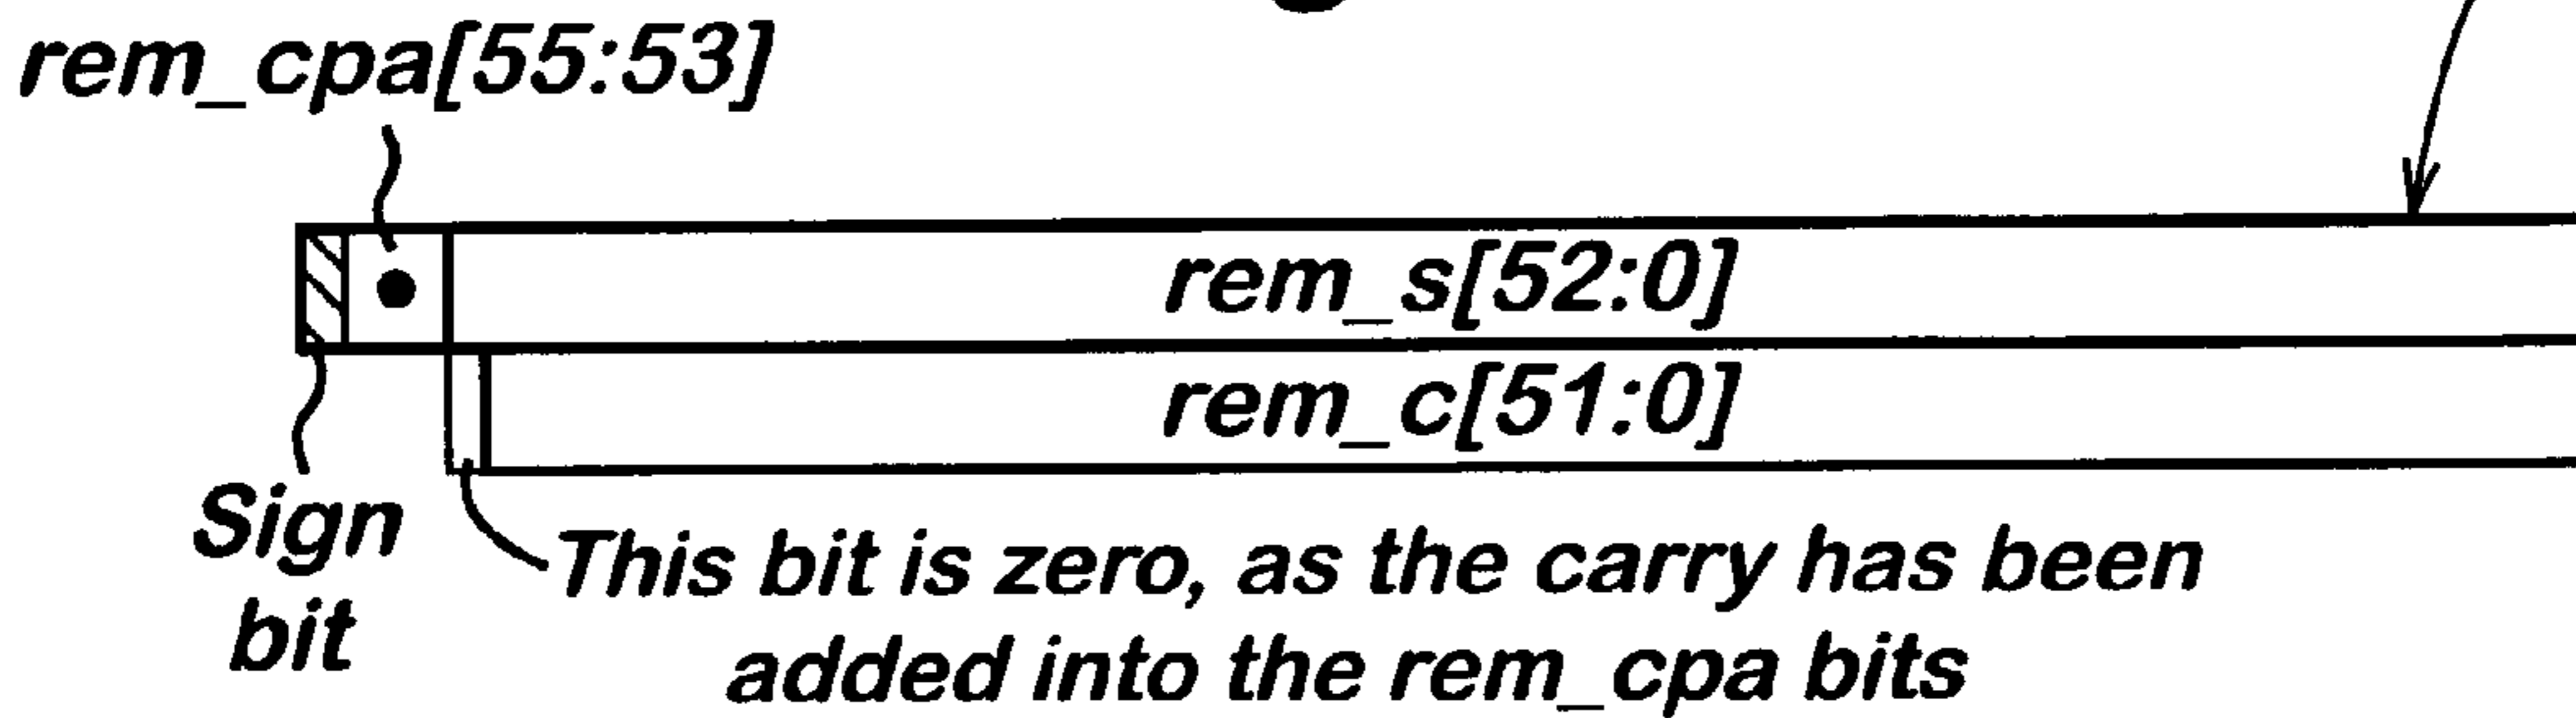 rem_cpa[55:53]
rem_s[52:0]
rem_c[51:0]
Sign
bit
This bit is zero, as the carry has been
added into the rem_cpa bits